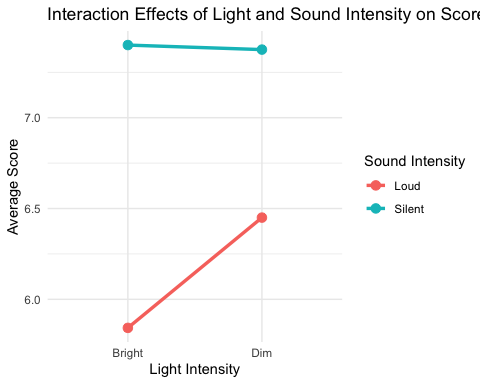 Interaction Effects of Light and Sound Intensity on Score
7.0
6.5
6.0
Average Score
Bright
Dim
Light Intensity
Sound Intensity
Loud
Silent